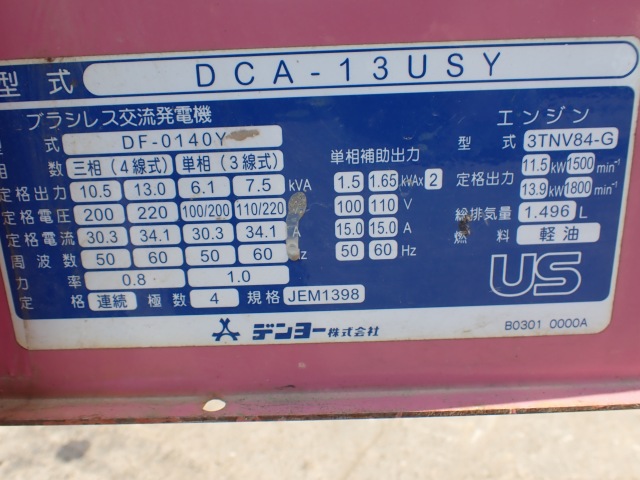 型式 DCA-13USY
ブラシレス交流発電機
式 DF-0140Y
相数 三相(4線式) 単相(3線式)
定格出力 10.5 13.0 6.1 7.5 kVA
定格電圧 200 220 100/200 110/220
定格電流 30.3 34.1 30.3 34.1 A
周波数 50 60 50 60 Hz
力率 0.8 1.0
定格 連続 極数 4 規格 JEM1398
単相補助出力
1.5 1.65 kVA×2
100 110 V
15.0 15.0 A
50 60 Hz
エンジン
型式 3TNV84-G
定格出力 11.5 kW 1500 min⁻¹
13.9 kW 1800 min⁻¹
総排気量 1.496 L
燃料 軽油
US
デンヨー株式会社
B0301 0000A